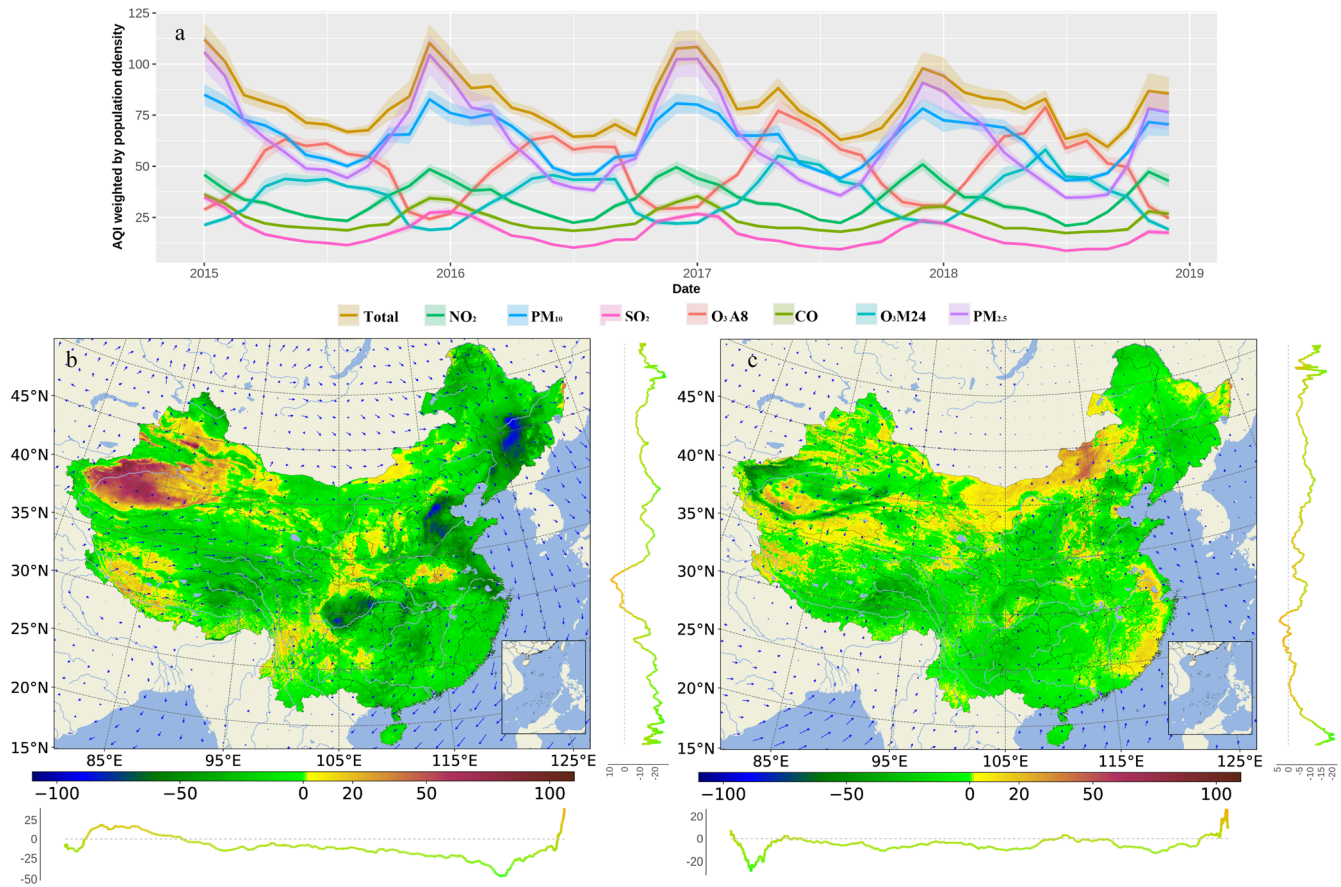 a
AQI weighted by population ddensity
125
100
75
50
25
2015 2016 2017 2018 2019
Date
Total NO₂ PM₁₀ SO₂ O₃ A8 CO O₃M24 PM₂.₅
b
45°N
40°N
35°N
30°N
25°N
20°N
15°N
85°E 95°E 105°E 115°E 125°E
10 0 -10 -20
−100 −50 0 20 50 100
25
0
-25
-50
c
45°N
40°N
35°N
30°N
25°N
20°N
15°N
85°E 95°E 105°E 115°E 125°E
5 0 -5 -10 -15 -20
−100 −50 0 20 50 100
20
0
-20